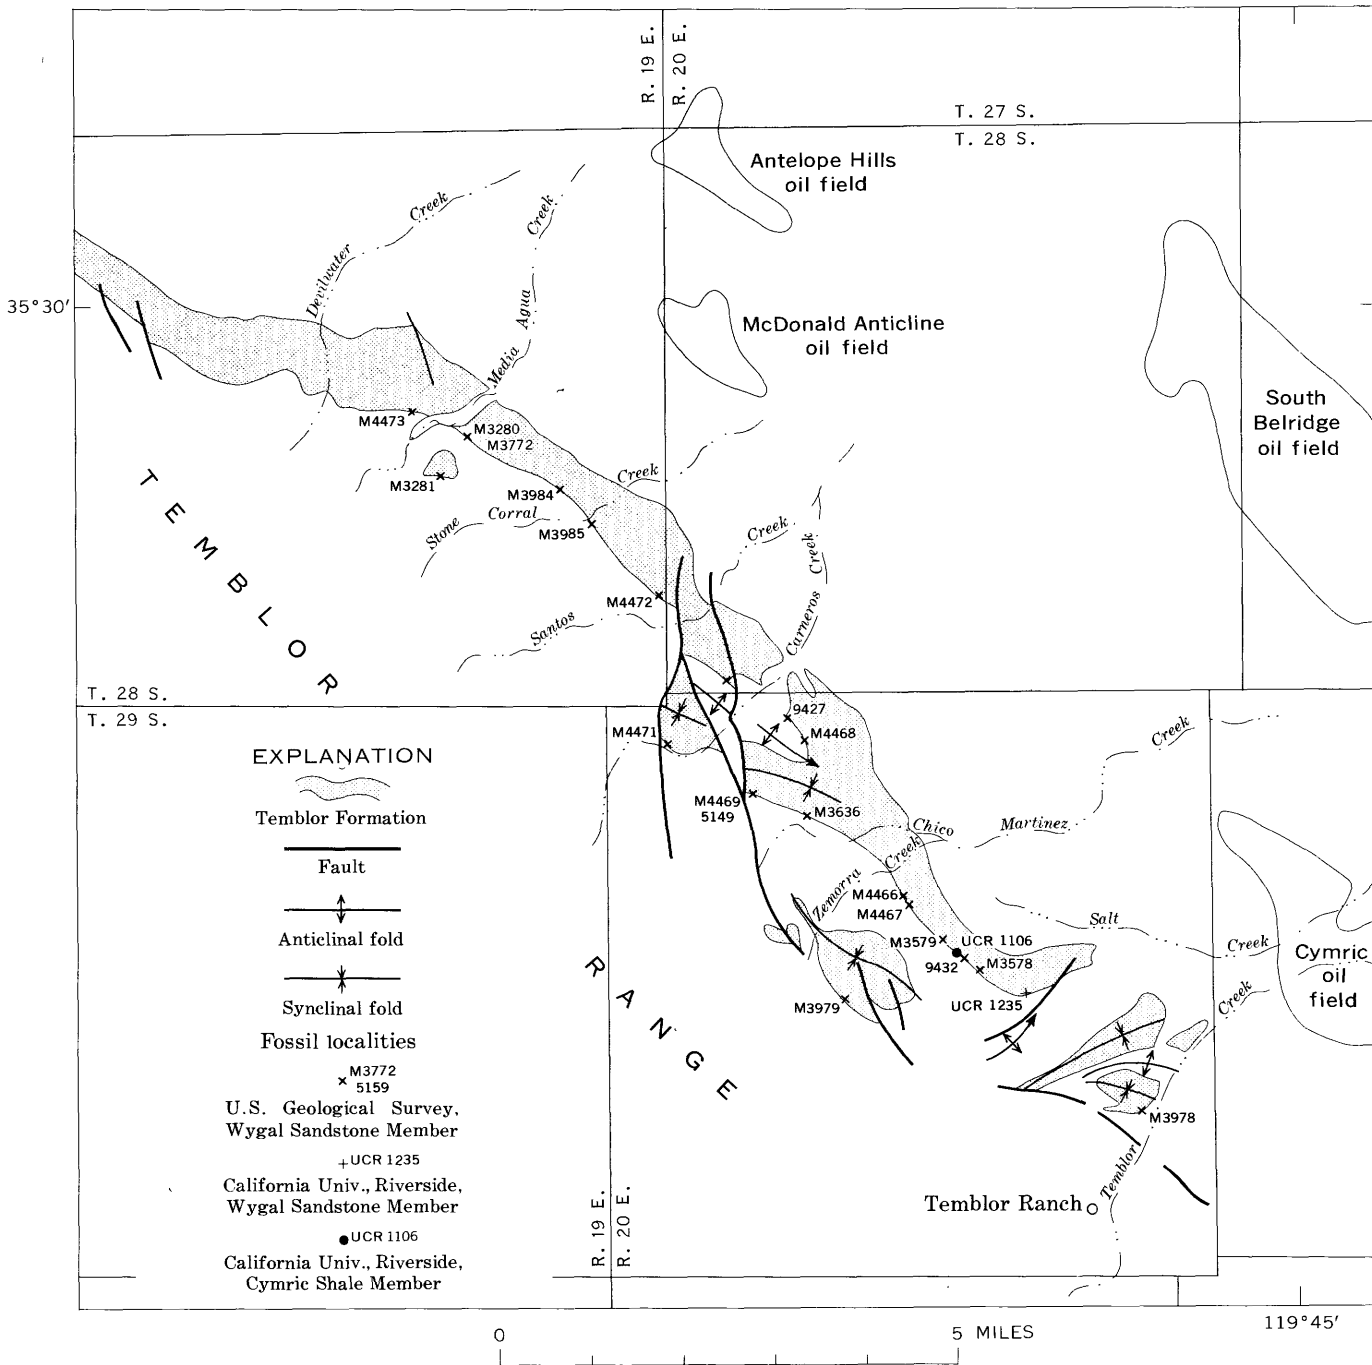 R. 19 E.
R. 20 E.
T. 27 S.
T. 28 S.
Antelope Hills
oil field
Devilwater Creek
Media Agua Creek
35°30′
McDonald Anticline
oil field
South
Belridge
oil field
M4473
M3280
M3772
M3281
M3984
M3985
Stone Corral Creek
M4472
Santos Creek
Carneros Creek
TEMBLOR
RANGE
T. 28 S.
T. 29 S.
9427
M4468
M4471
M4469
5149
M3636
Chico Martinez Creek
Zemorra Creek
M4466
M4467
M3579
UCR 1106
9432
M3578
UCR 1235
M3979
Salt Creek
Cymric
oil
field
M3978
Temblor Creek
Temblor Ranch
EXPLANATION
Temblor Formation
Fault
Anticlinal fold
Synclinal fold
Fossil localities
M3772
5159
U.S. Geological Survey,
Wygal Sandstone Member
UCR 1235
California Univ., Riverside,
Wygal Sandstone Member
UCR 1106
California Univ., Riverside,
Cymric Shale Member
R. 19 E.
R. 20 E.
0
5 MILES
119°45′